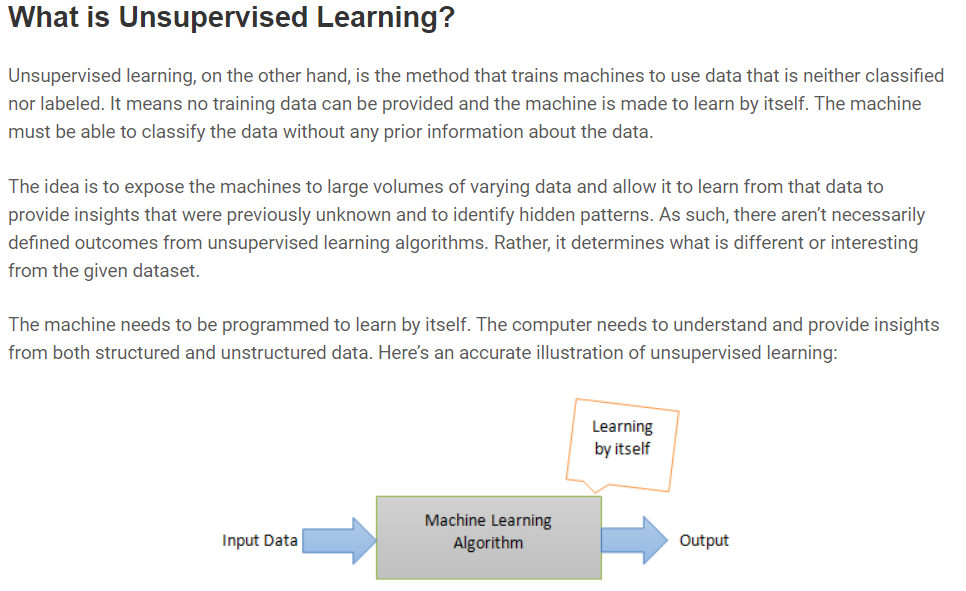 What is Unsupervised Learning?
Unsupervised learning, on the other hand, is the method that trains machines to use data that is neither classified
nor labeled. It means no training data can be provided and the machine is made to learn by itself. The machine
must be able to classify the data without any prior information about the data.
The idea is to expose the machines to large volumes of varying data and allow it to learn from that data to
provide insights that were previously unknown and to identify hidden patterns. As such, there aren’t necessarily
defined outcomes from unsupervised learning algorithms. Rather, it determines what is different or interesting
from the given dataset.
The machine needs to be programmed to learn by itself. The computer needs to understand and provide insights
from both structured and unstructured data. Here’s an accurate illustration of unsupervised learning:
Learning
by itself
Input Data
Machine Learning
Algorithm
Output